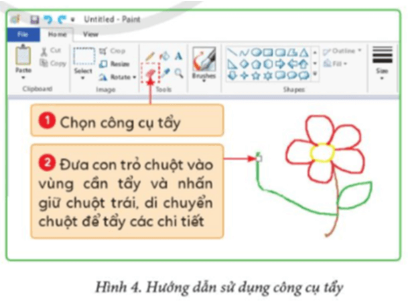 Untitled - Paint
File Home View
Paste
Cut
Copy
Clipboard
Select
Crop
Resize
Rotate
Image
A
Tools
Brushes
Shapes
Outline
Fill
Size
1 Chọn công cụ tẩy
2 Đưa con trỏ chuột vào
vùng cần tẩy và nhấn
giữ chuột trái, di chuyển
chuột để tẩy các chi tiết
Hình 4. Hướng dẫn sử dụng công cụ tẩy